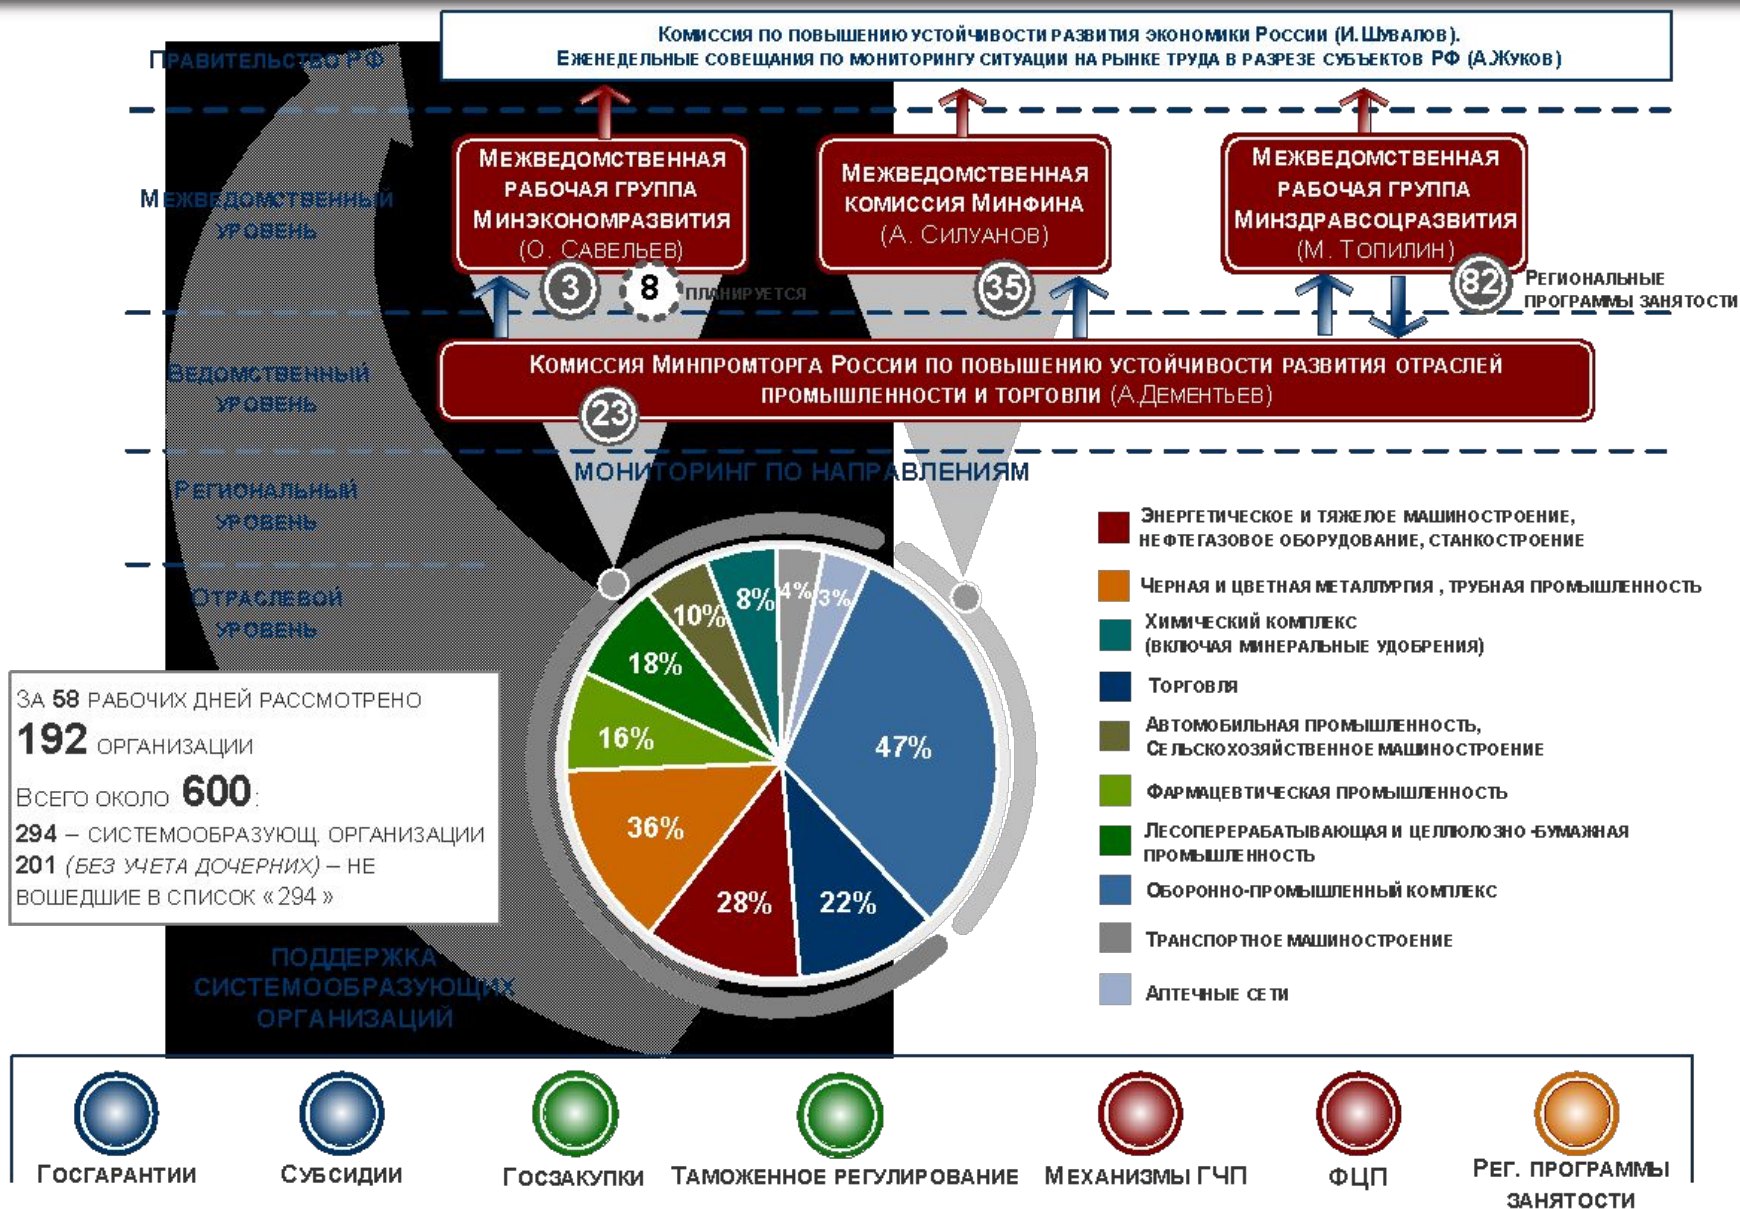 Комиссия по повышению устойчивости развития экономики России (И.Шувалов).
Еженедельные совещания по мониторингу ситуации на рынке труда в разрезе субъектов РФ (А.Жуков)
Правительство РФ
Межведомственный
уровень
Межведомственная
рабочая группа
Минэкономразвития
(О. Савельев)
3
8
планируется
Межведомственная
комиссия Минфина
(А. Силуанов)
35
Межведомственная
рабочая группа
Минздравсоцразвития
(М. Топилин)
82
Региональные
программы занятости
Ведомственный
уровень
Комиссия Минпромторга России по повышению устойчивости развития отраслей
промышленности и торговли (А.Дементьев)
23
Мониторинг по направлениям
Региональный
уровень
Отраслевой
уровень
За 58 рабочих дней рассмотрено
192 организации
Всего около 600:
294 – системообразующ. организации
201 (без учета дочерних) – не
вошедшие в список «294»
Поддержка
системообразующих
организаций
4%
3%
8%
10%
18%
16%
36%
28%
22%
47%
Энергетическое и тяжелое машиностроение,
нефтегазовое оборудование, станкостроение
Черная и цветная металлургия , трубная промышленность
Химический комплекс
(включая минеральные удобрения)
Торговля
Автомобильная промышленность,
Сельскохозяйственное машиностроение
Фармацевтическая промышленность
Лесоперерабатывающая и целлюлозно -бумажная
промышленность
Оборонно-промышленный комплекс
Транспортное машиностроение
Аптечные сети
Госгарантии
Субсидии
Госзакупки
Таможенное регулирование
Механизмы ГЧП
ФЦП
Рег. программы
занятости